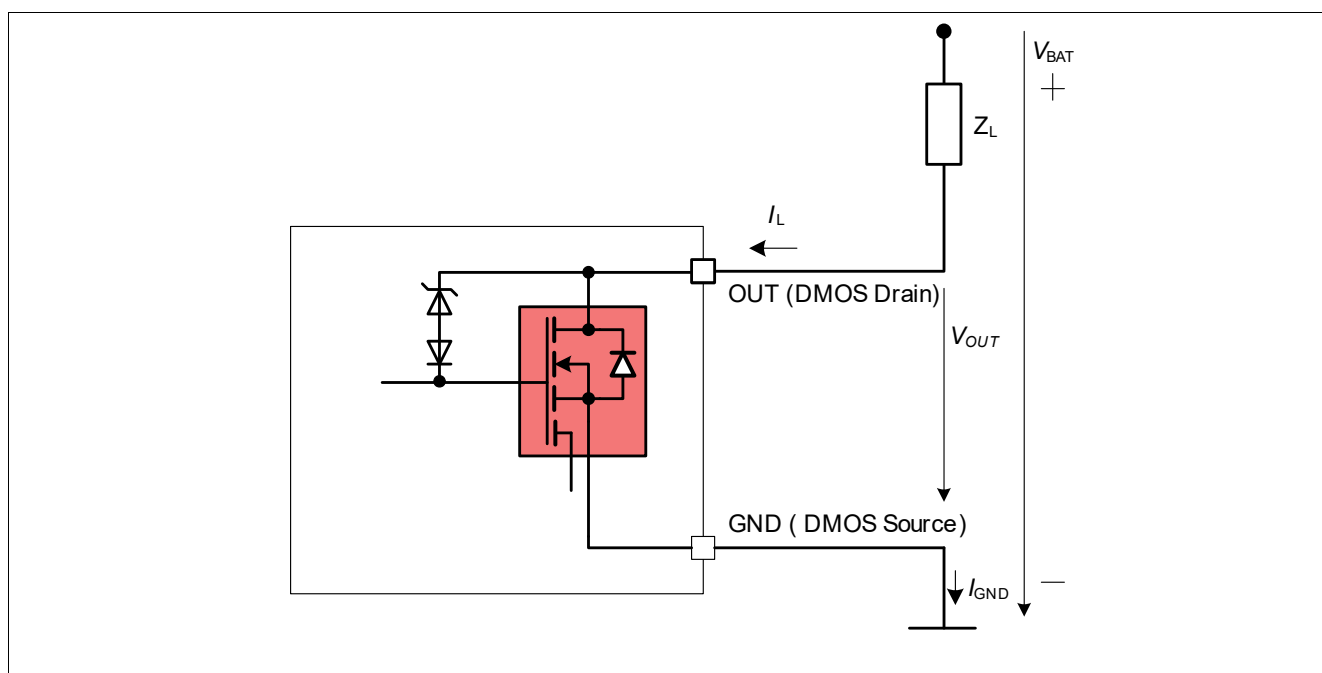 V_BAT
+
Z_L
I_L
OUT (DMOS Drain)
V_OUT
GND ( DMOS Source)
I_GND
—